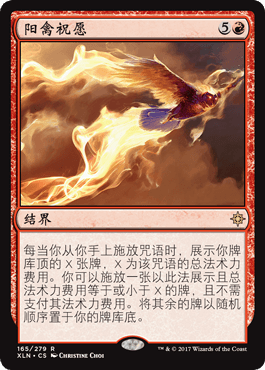 阳禽祝愿 5
结界
每当你从你手上施放咒语时，展示你牌
库顶的 X 张牌，X 为该咒语的总法术力
费用。你可以施放一张以此法展示且总
法术力费用等于或小于 X 的牌，且不需
支付其法术力费用。将其余的牌以随机
顺序置于你的牌库底。
165/279 R
XLN • CS CHRISTINE CHOI
™ & © 2017 Wizards of the Coast